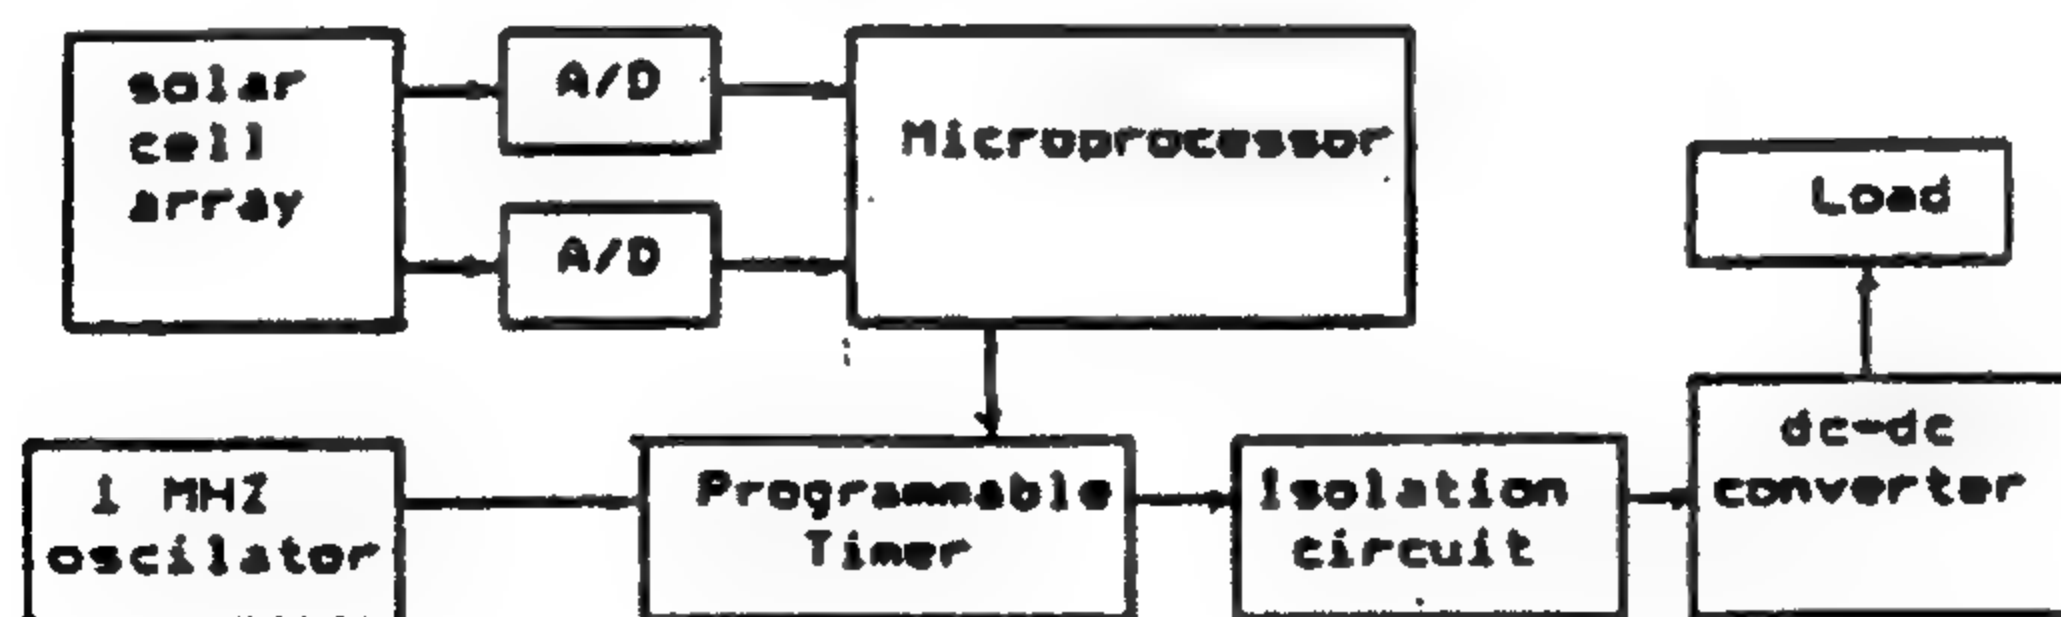 solar
cell
array
A/D
A/D
Microprocessor
Load
1 MHZ
oscilator
Programmable
Timer
Isolation
circuit
dc-dc
converter